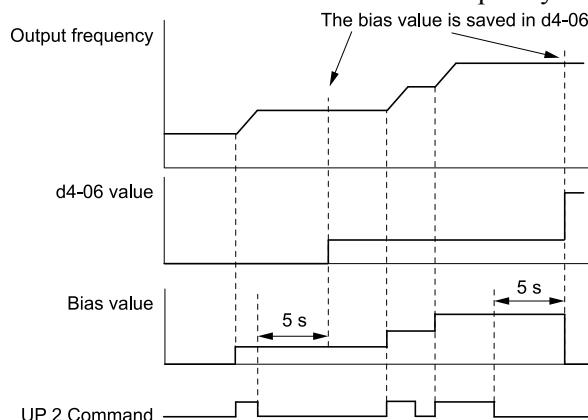 The bias value is saved in d4-06
Output frequency
d4-06 value
Bias value
5 s
5 s
UP 2 Command